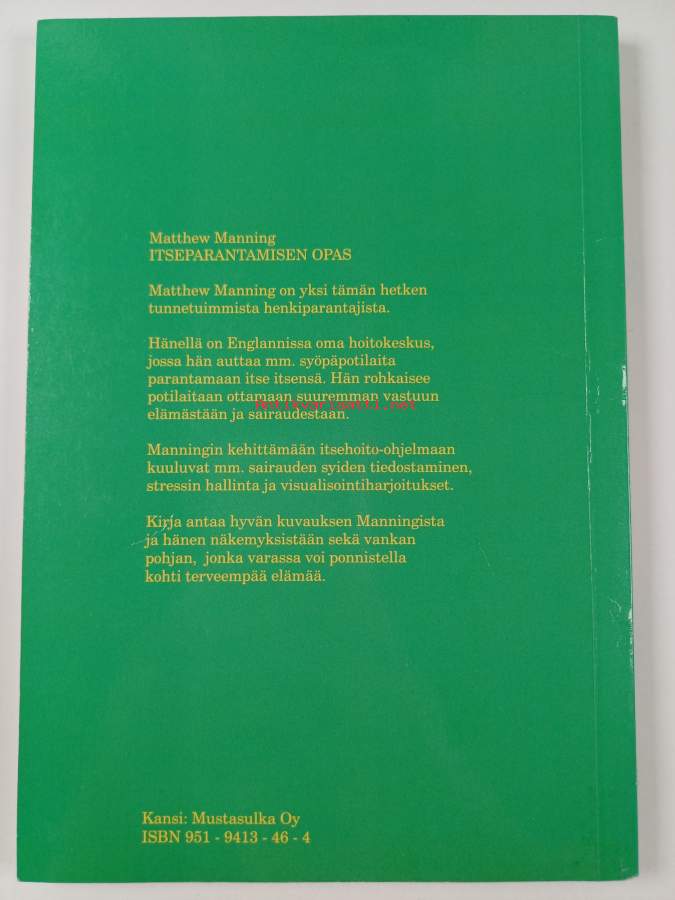 Matthew Manning
ITSEPARANTAMISEN OPAS
Matthew Manning on yksi tämän hetken
tunnetuimmista henkiparantajista.
Hänellä on Englannissa oma hoitokeskus,
jossa hän auttaa mm. syöpäpotilaita
parantamaan itse itsensä. Hän rohkaisee
potilaitaan ottamaan suuremman vastuun
Antikvariaatti.net
elämästään ja sairaudestaan.
Manningin kehittämään itsehoito-ohjelmaan
kuuluvat mm. sairauden syiden tiedostaminen,
stressin hallinta ja visualisointiharjoitukset.
Kirja antaa hyvän kuvauksen Manningista
ja hänen näkemyksistään sekä vankan
pohjan, jonka varassa voi ponnistella
kohti terveempää elämää.
Kansi: Mustasulka Oy
ISBN 951 - 9413 - 46 - 4